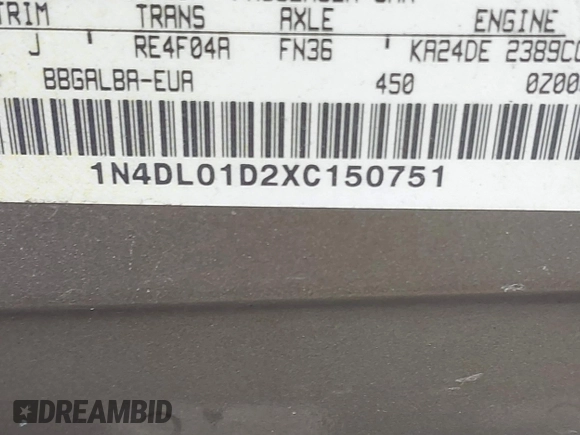 TRIM TRANS AXLE ENGINE
J RE4F04A FN36 KA24DE 2389CC
BBGALBA-EUA 450 0Z00
1N4DL01D2XC150751
DREAMBID